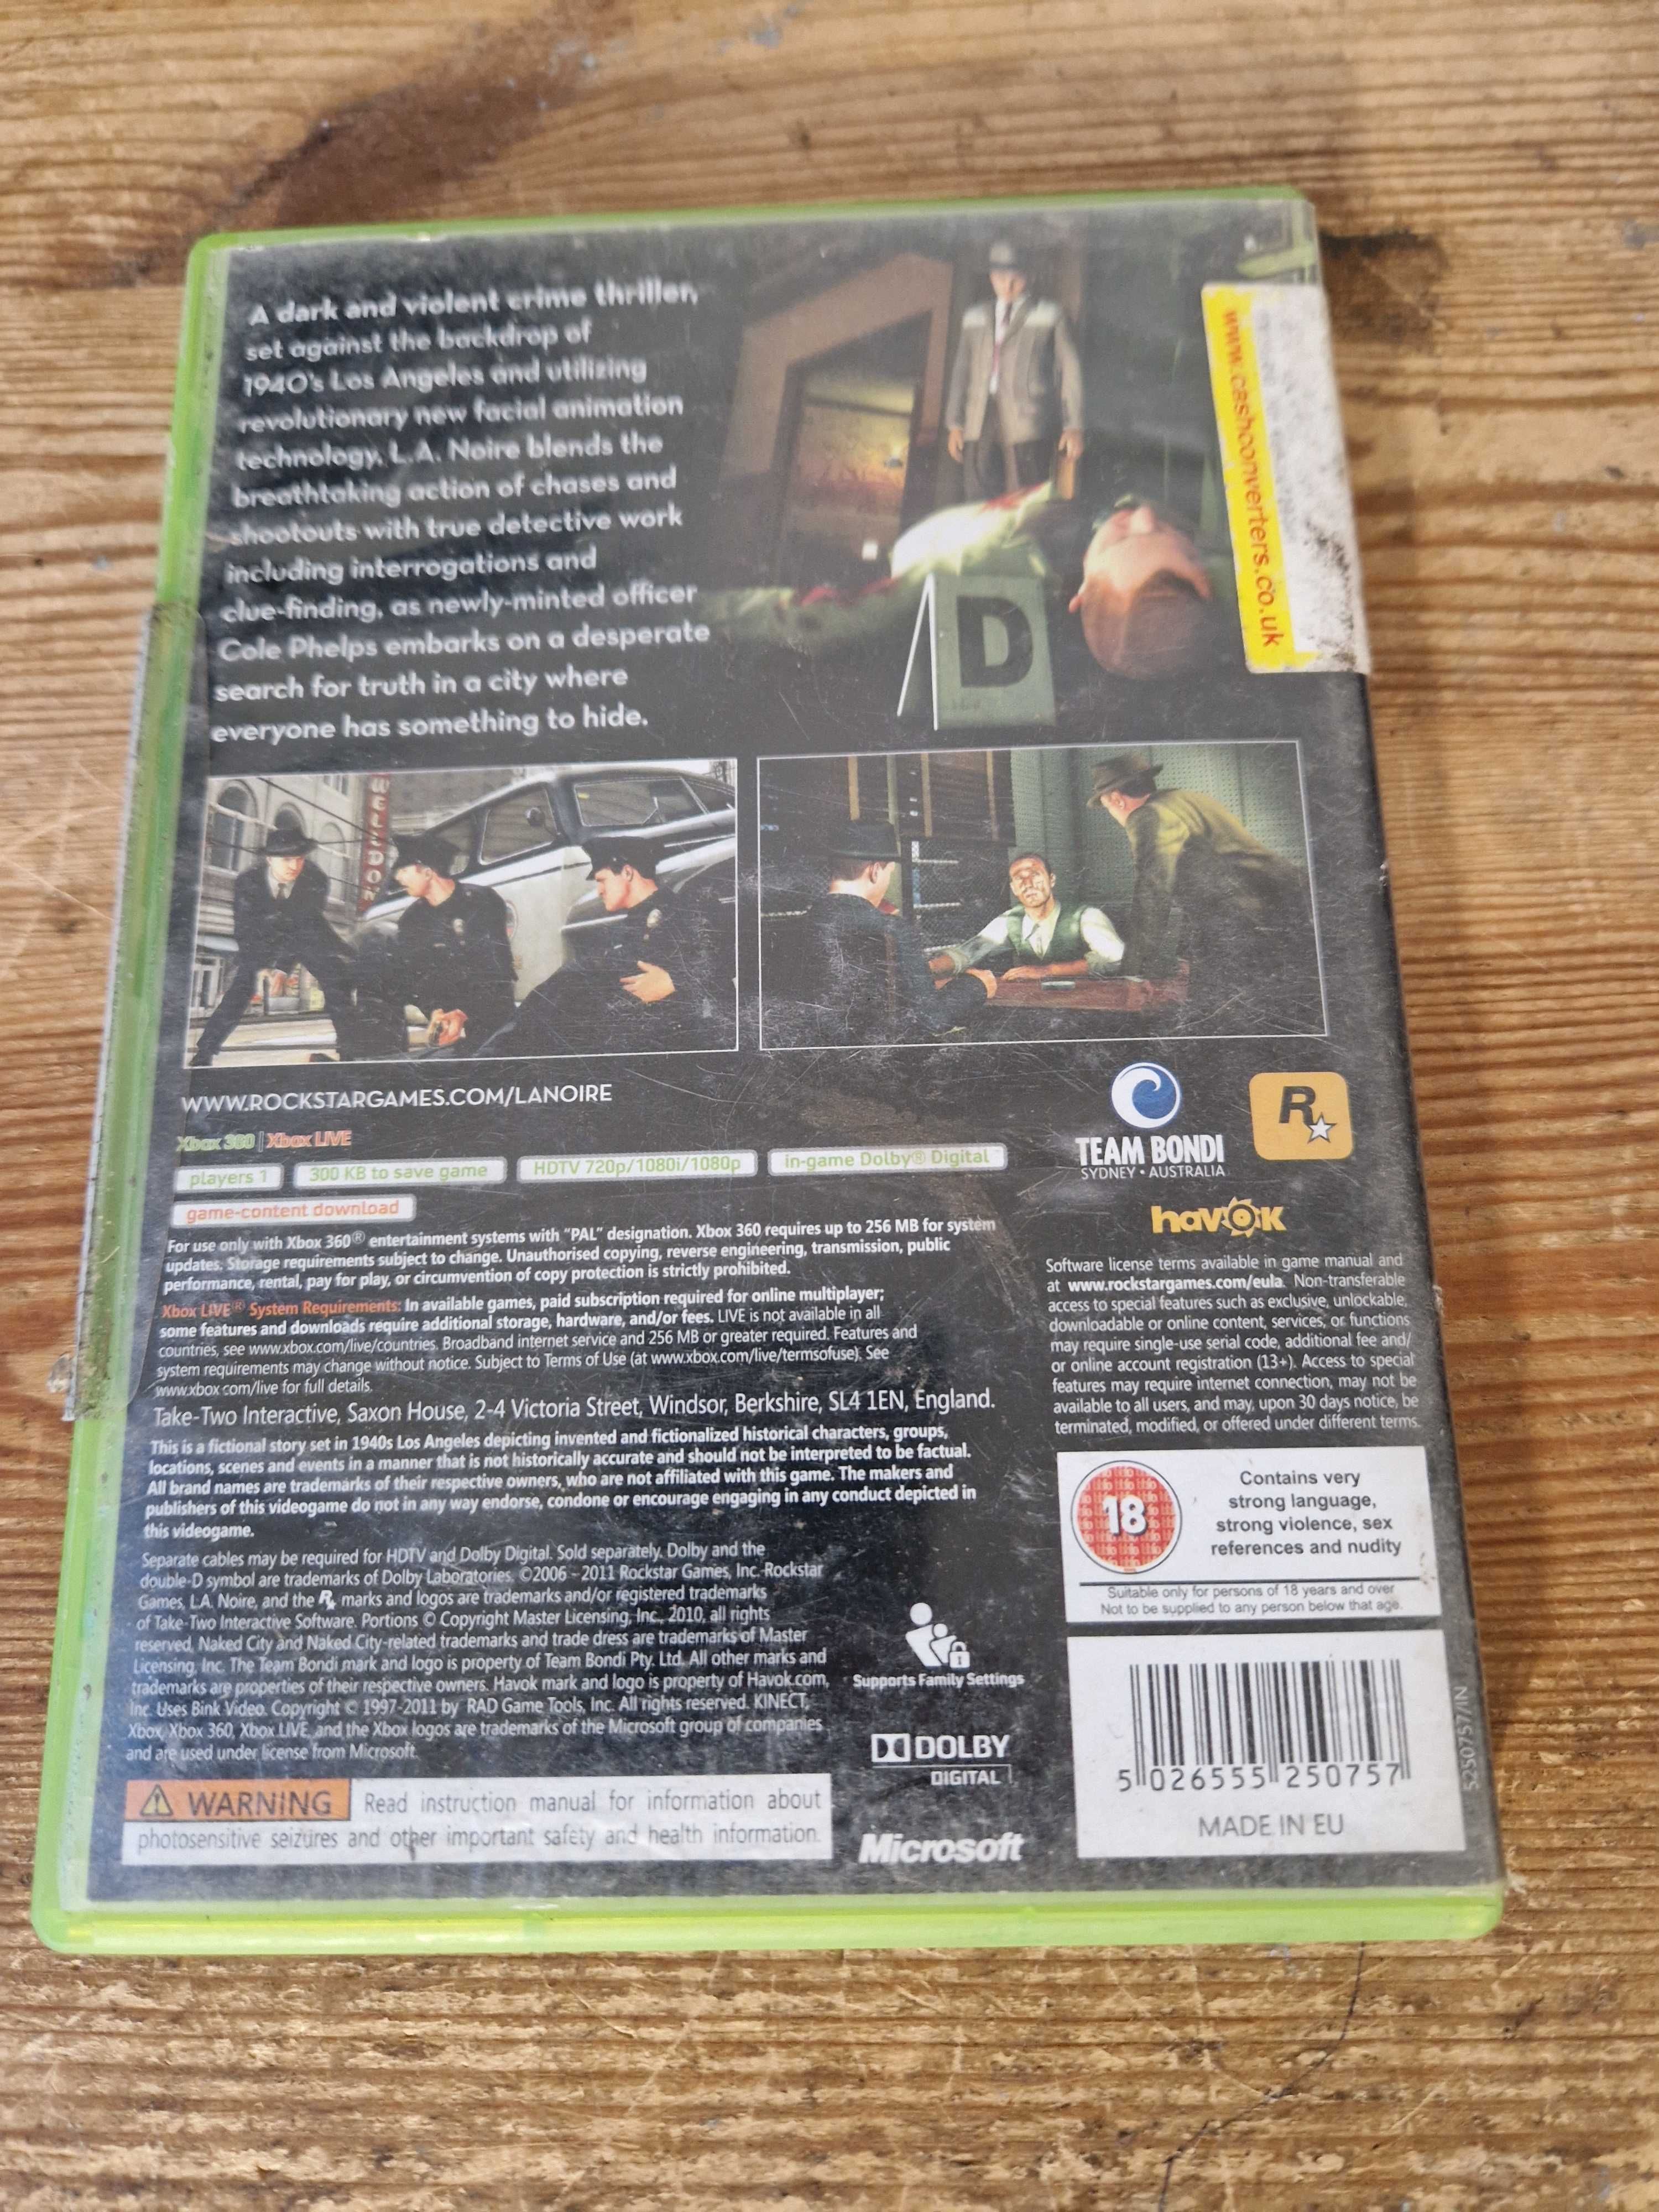 A dark and violent crime thriller,
set against the backdrop of
1940's Los Angeles and utilizing
revolutionary new facial animation
technology, L.A. Noire blends the
breathtaking action of chases and
shootouts with true detective work
including interrogations and
clue-finding, as newly-minted officer
Cole Phelps embarks on a desperate
search for truth in a city where
everyone has something to hide.
www.cashconverters.co.uk
D
WWW.ROCKSTARGAMES.COM/LANOIRE
Xbox 360 | Xbox LIVE
players 1
300 KB to save game
HDTV 720p/1080i/1080p
in-game Dolby® Digital
game-content download
For use only with Xbox 360® entertainment systems with "PAL" designation. Xbox 360 requires up to 256 MB for system
updates. Storage requirements subject to change. Unauthorised copying, reverse engineering, transmission, public
performance, rental, pay for play, or circumvention of copy protection is strictly prohibited.
Xbox LIVE® System Requirements: In available games, paid subscription required for online multiplayer;
some features and downloads require additional storage, hardware, and/or fees. LIVE is not available in all
countries, see www.xbox.com/live/countries. Broadband internet service and 256 MB or greater required. Features and
system requirements may change without notice. Subject to Terms of Use (at www.xbox.com/live/termsofuse). See
www.xbox.com/live for full details.
Take-Two Interactive, Saxon House, 2-4 Victoria Street, Windsor, Berkshire, SL4 1EN, England.
This is a fictional story set in 1940s Los Angeles depicting invented and fictionalized historical characters, groups,
locations, scenes and events in a manner that is not historically accurate and should not be interpreted to be factual.
All brand names are trademarks of their respective owners, who are not affiliated with this game. The makers and
publishers of this videogame do not in any way endorse, condone or encourage engaging in any conduct depicted in
this videogame.
Separate cables may be required for HDTV and Dolby Digital. Sold separately. Dolby and the
double-D symbol are trademarks of Dolby Laboratories. ©2006 - 2011 Rockstar Games, Inc. Rockstar
Games, L.A. Noire, and the R marks and logos are trademarks and/or registered trademarks
of Take-Two Interactive Software. Portions © Copyright Master Licensing, Inc., 2010, all rights
reserved. Naked City and Naked City-related trademarks and trade dress are trademarks of Master
Licensing, Inc. The Team Bondi mark and logo is property of Team Bondi Pty. Ltd. All other marks and
trademarks are properties of their respective owners. Havok mark and logo is property of Havok.com,
Inc. Uses Bink Video. Copyright © 1997-2011 by RAD Game Tools, Inc. All rights reserved. KINECT,
Xbox, Xbox 360, Xbox LIVE, and the Xbox logos are trademarks of the Microsoft group of companies
and are used under license from Microsoft.
WARNING Read instruction manual for information about
photosensitive seizures and other important safety and health information.
TEAM BONDI
SYDNEY • AUSTRALIA
R
havok
Software license terms available in game manual and
at www.rockstargames.com/eula. Non-transferable
access to special features such as exclusive, unlockable,
downloadable or online content, services, or functions
may require single-use serial code, additional fee and/
or online account registration (13+). Access to special
features may require internet connection, may not be
available to all users, and may, upon 30 days notice, be
terminated, modified, or offered under different terms.
18
Contains very
strong language,
strong violence, sex
references and nudity
Suitable only for persons of 18 years and over
Not to be supplied to any person below that age.
Supports Family Settings
DOLBY
DIGITAL
Microsoft
5 026555 250757
MADE IN EU
5250757/IN